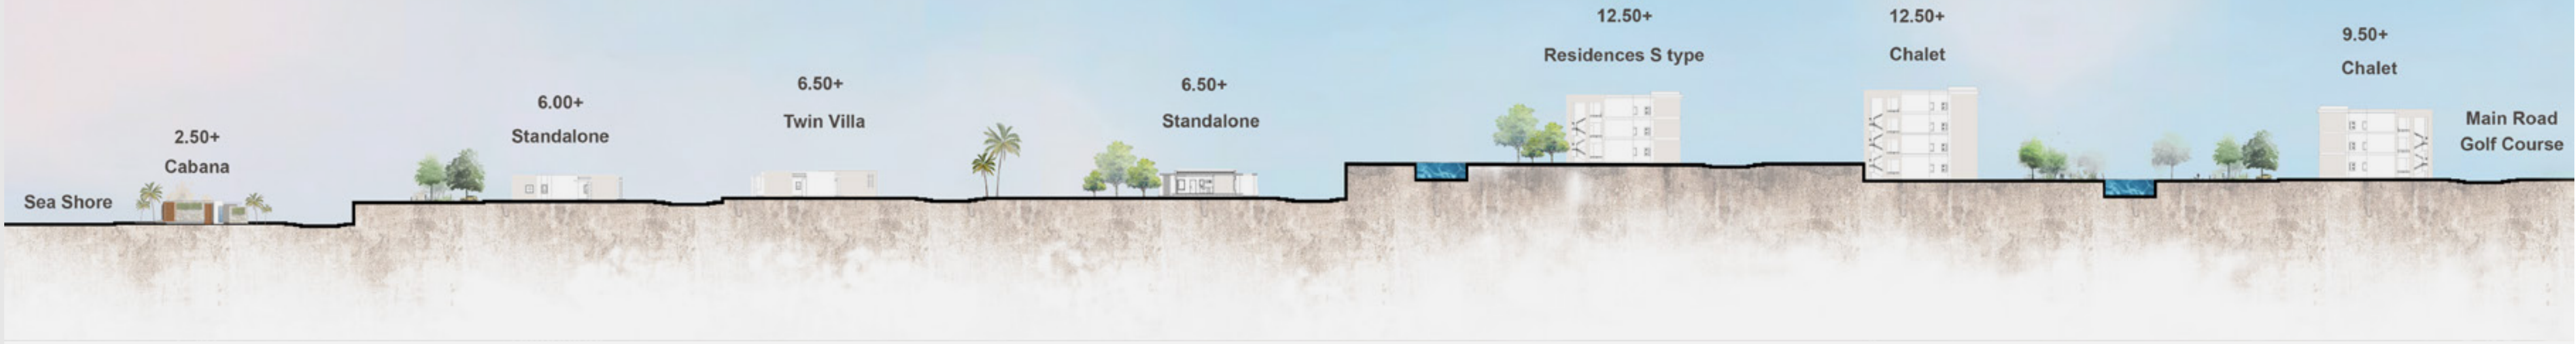 Sea Shore
2.50+
Cabana
6.00+
Standalone
6.50+
Twin Villa
6.50+
Standalone
12.50+
Residences S type
12.50+
Chalet
9.50+
Chalet
Main Road
Golf Course